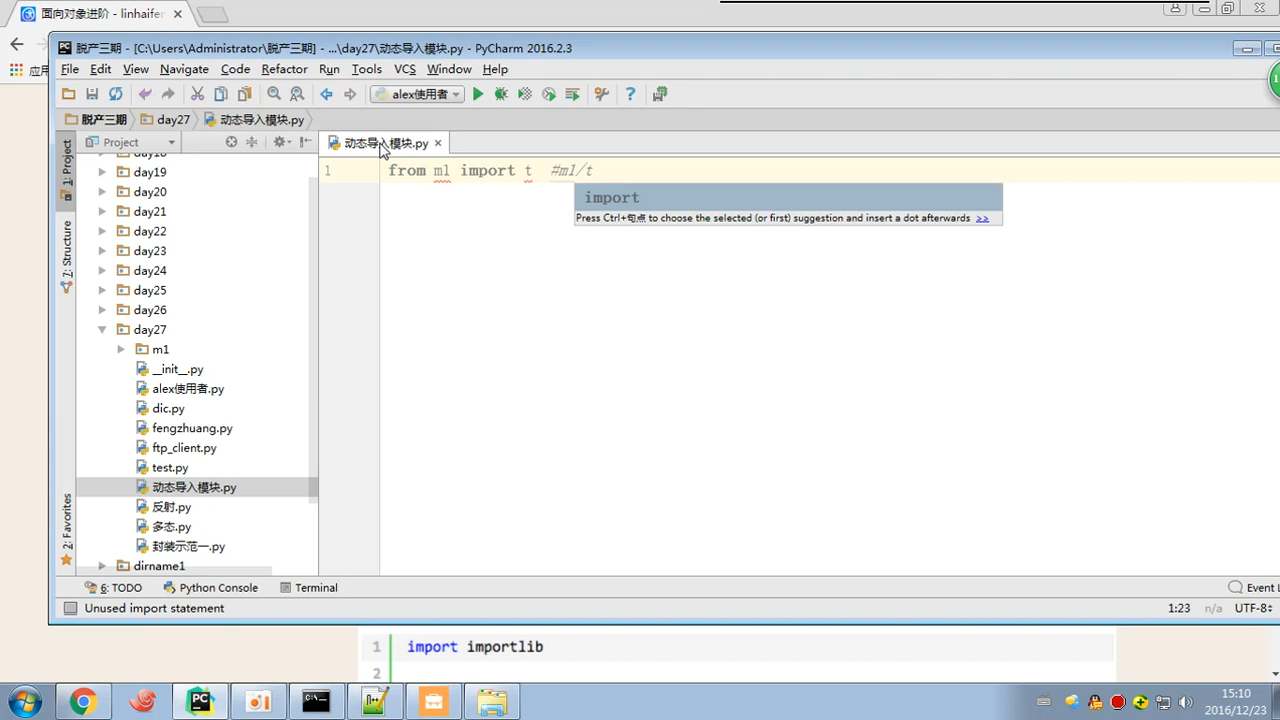 面向对象进阶 - linhaifen
脱产三期 - [C:\Users\Administrator\脱产三期] - ...\day27\动态导入模块.py - PyCharm 2016.2.3
应用
File Edit View Navigate Code Refactor Run Tools VCS Window Help
alex使用者
脱产三期 day27 动态导入模块.py
1: Project
Project
动态导入模块.py
day19
day20
day21
day22
day23
day24
day25
day26
day27
m1
__init__.py
alex使用者.py
dic.py
fengzhuang.py
ftp_client.py
test.py
动态导入模块.py
反射.py
多态.py
封装示范一.py
dirname1
7: Structure
2: Favorites
1 from ml import t #ml/t
import
Press Ctrl+句点 to choose the selected (or first) suggestion and insert a dot afterwards >>
6: TODO Python Console Terminal Event L
Unused import statement 1:23 n/a UTF-8
1 import importlib
2
15:10
2016/12/23